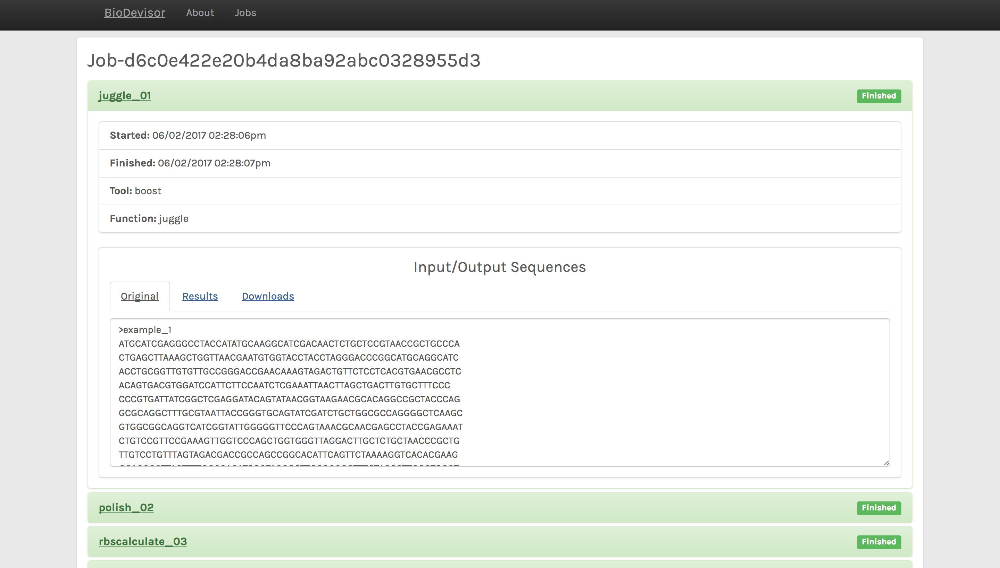 BioDevisor About Jobs
Job-d6c0e422e20b4da8ba92abc0328955d3
juggle_01 Finished
Started: 06/02/2017 02:28:06pm
Finished: 06/02/2017 02:28:07pm
Tool: boost
Function: juggle
Input/Output Sequences
Original Results Downloads
>example_1
ATGCATCGAGGGCCTACCATATGCAAGGCATCGACAACTCTGCTCCGTAACCGCTGCCCA
CTGAGCTTAAAGCTGGTTAACGAATGTGGTACCTACCTAGGGACCCGGCATGCAGGCATC
ACCTGCGGTTGTGTTGCCGGGACCGAACAAAGTAGACTGTTCTCCTCACGTGAACGCCTC
ACAGTGACGTGGATCCATTCTTCCAATCTCGAAATTAACTTAGCTGACTTGTGCTTTCCC
CCCGTGATTATCGGCTCGAGGATACAGTATAACGGTAAGAACGCACAGGCCGCTACCCAG
GCGCAGGCTTTGCGTAATTACCGGGTGCAGTATCGATCTGCTGGCGCCAGGGGCTCAAGC
GTGGCGGCAGGTCATCGGTATTGGGGGTTCCCAGTAAACGCAACGAGCCTACCGAGAAAT
CTGTCCGTTCCGAAAGTTGGTCCCAGCTGGTGGGTTAGGACTTGCTCTGCTAACCCGCTG
TTGTCCTGTTTAGTAGACGACCGCCAGCCGGCACATTCAGTTCTAAAAGGTCACACGAAG
polish_02 Finished
rbscalculate_03 Finished